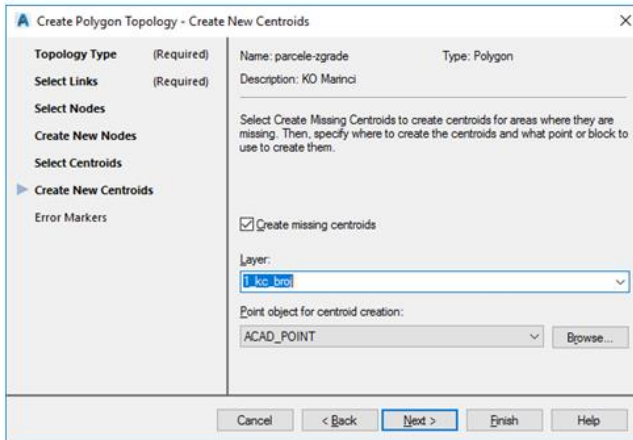 Create Polygon Topology - Create New Centroids
Topology Type (Required)
Select Links (Required)
Select Nodes
Create New Nodes
Select Centroids
Create New Centroids
Error Markers
Name: parcele-zgrade Type: Polygon
Description: KO Marinci
Select Create Missing Centroids to create centroids for areas where they are
missing. Then, specify where to create the centroids and what point or block to
use to create them.
Create missing centroids
Layer:
1_kc_broj
Point object for centroid creation:
ACAD_POINT
Browse...
Cancel
< Back
Next >
Finish
Help